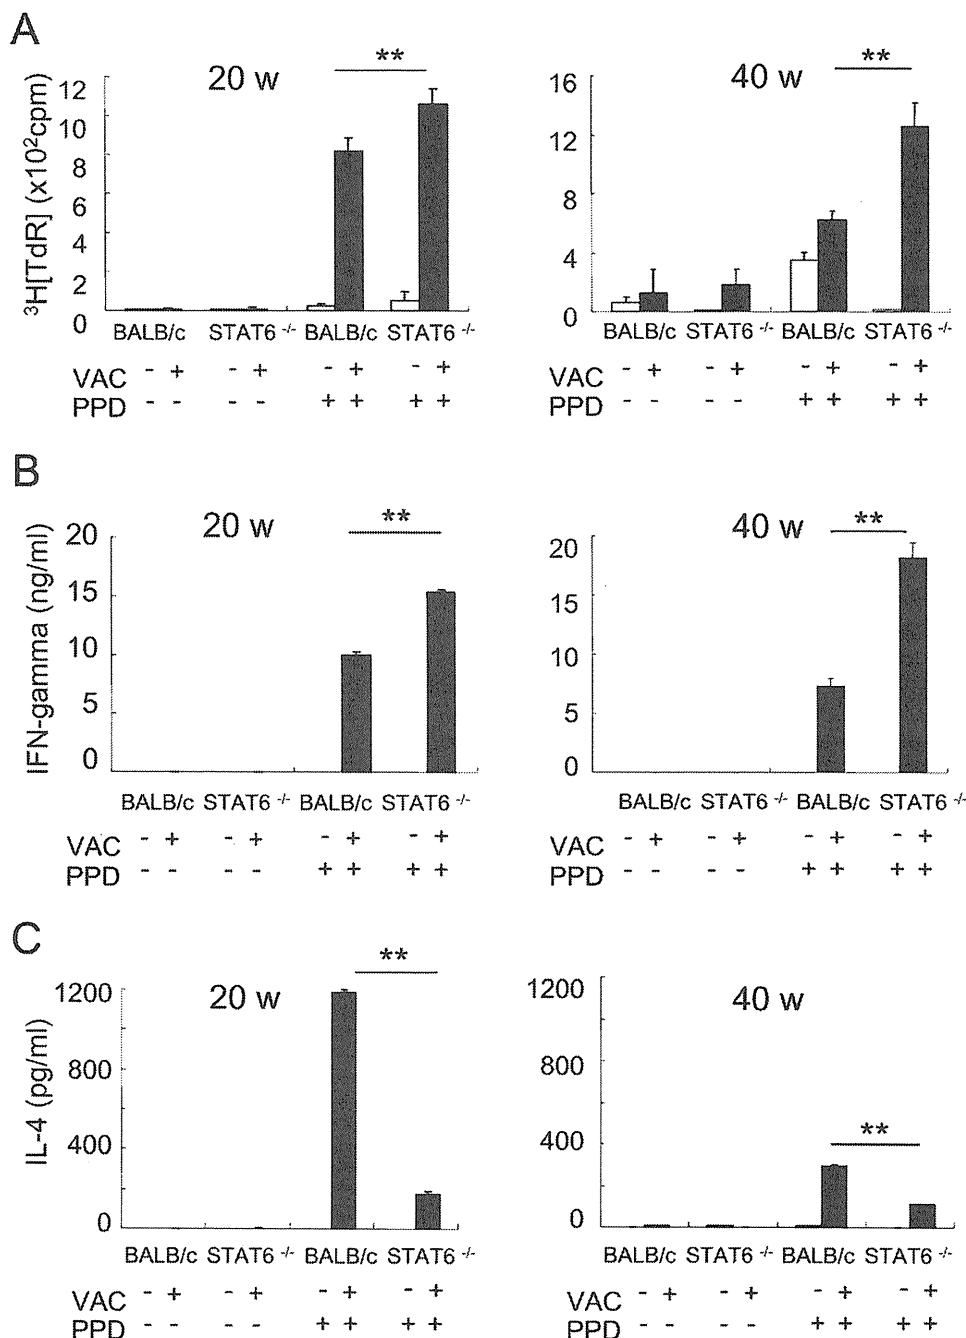 A
³H[TdR] (x10²cpm)
20 w
**
12
10
8
6
4
2
0
BALB/c STAT6 -/- BALB/c STAT6 -/-
VAC - + - + - + - +
PPD - - - - + + + +
40 w
**
16
12
8
4
0
BALB/c STAT6 BALB/c STAT6 -/-
VAC - + - + - + - +
PPD - - - - + + + +
B
IFN-gamma (ng/ml)
20 w
**
20
15
10
5
0
BALB/c STAT6 -/- BALB/c STAT6 -/-
VAC - + - + - + - +
PPD - - - - + + + +
40 w
**
20
15
10
5
0
BALB/c STAT6 -/- BALB/c STAT6 -/-
VAC - + - + - + - +
PPD - - - - + + + +
C
IL-4 (pg/ml)
20 w
**
1200
800
400
0
BALB/c STAT6 -/- BALB/c STAT6 -/-
VAC - + - + - + - +
PPD - - - - + + + +
40 w
**
1200
800
400
0
BALB/c STAT6 -/- BALB/c STAT6 -/-
VAC - + - + - + - +
PPD - - - - + + + +